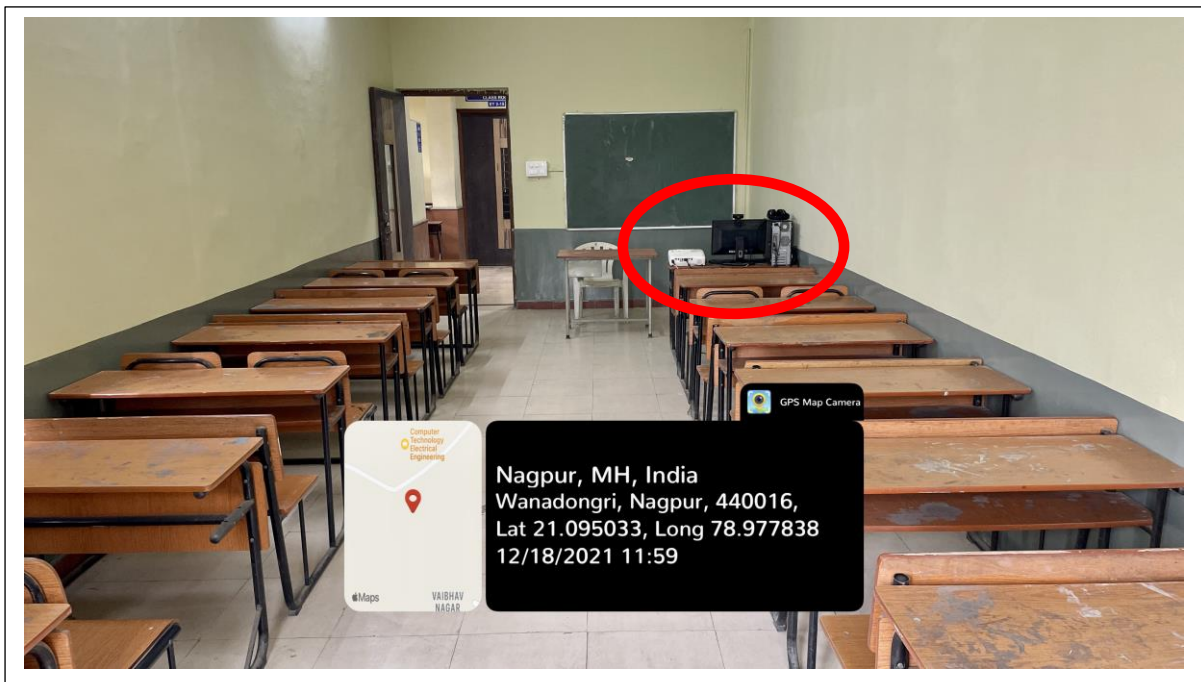 GPS Map Camera
Computer
Technology
Electrical
Engineering
Maps
VAIBHAV
NAGAR
Nagpur, MH, India
Wanadongri, Nagpur, 440016,
Lat 21.095033, Long 78.977838
12/18/2021 11:59